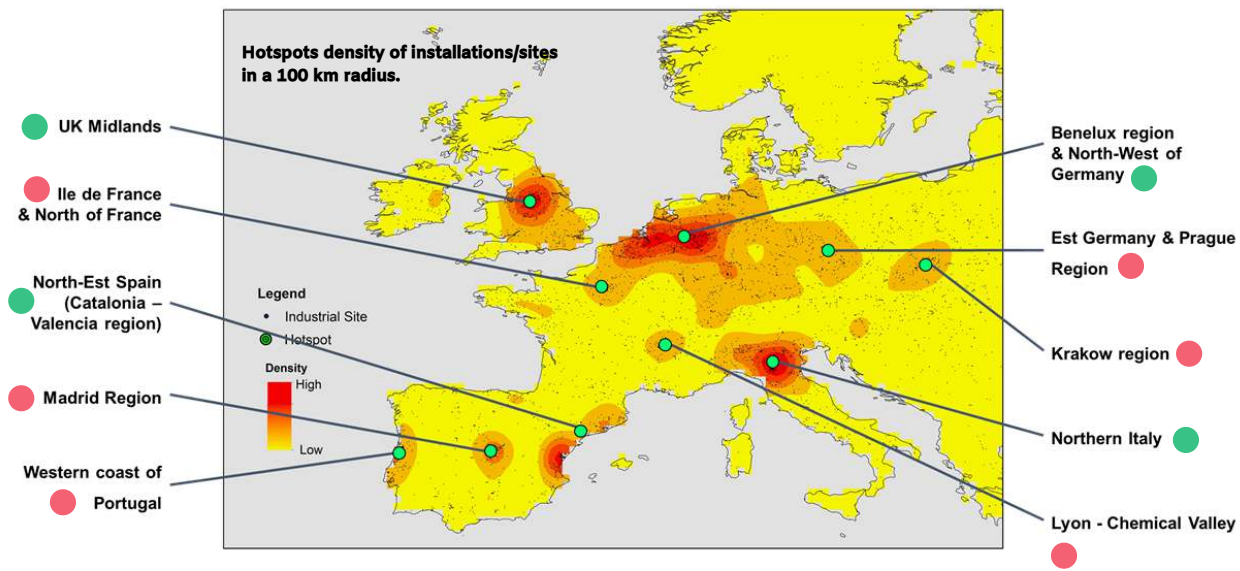 Hotspots density of installations/sites
in a 100 km radius.
UK Midlands
Ile de France
& North of France
North-Est Spain
(Catalonia –
Valencia region)
Madrid Region
Western coast of
Portugal
Legend
Industrial Site
Hotspot
Density
High
Low
Benelux region
& North-West of
Germany
Est Germany & Prague
Region
Krakow region
Northern Italy
Lyon - Chemical Valley